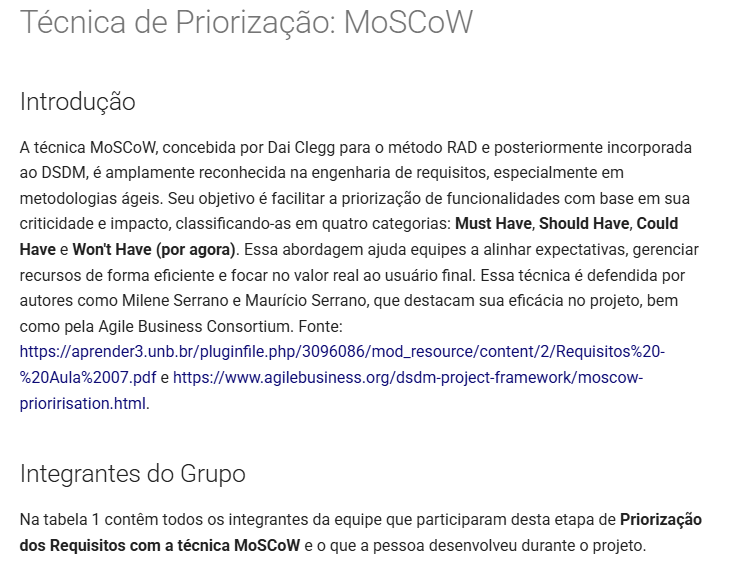 Técnica de Priorização: MoSCoW
Introdução
A técnica MoSCoW, concebida por Dai Clegg para o método RAD e posteriormente incorporada
ao DSDM, é amplamente reconhecida na engenharia de requisitos, especialmente em
metodologias ágeis. Seu objetivo é facilitar a priorização de funcionalidades com base em sua
criticidade e impacto, classificando-as em quatro categorias: Must Have, Should Have, Could
Have e Won't Have (por agora). Essa abordagem ajuda equipes a alinhar expectativas, gerenciar
recursos de forma eficiente e focar no valor real ao usuário final. Essa técnica é defendida por
autores como Milene Serrano e Maurício Serrano, que destacam sua eficácia no projeto, bem
como pela Agile Business Consortium. Fonte:
https://aprender3.unb.br/pluginfile.php/3096086/mod_resource/content/2/Requisitos%20-
%20Aula%2007.pdf e https://www.agilebusiness.org/dsdm-project-framework/moscow-
prioririsation.html.
Integrantes do Grupo
Na tabela 1 contêm todos os integrantes da equipe que participaram desta etapa de Priorização
dos Requisitos com a técnica MoSCoW e o que a pessoa desenvolveu durante o projeto.